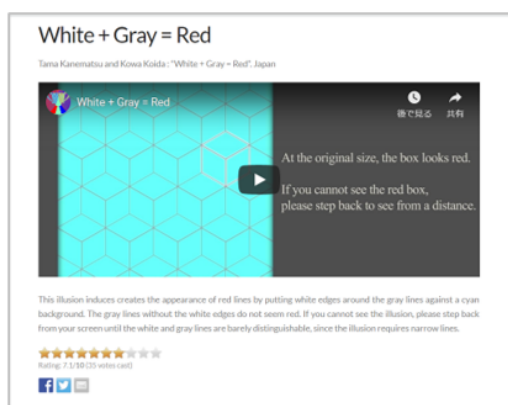 White + Gray = Red
Tama Kanematsu and Kowa Koida : "White + Gray = Red". Japan
White + Gray = Red
後で見る
共有
At the original size, the box looks red.
If you cannot see the red box,
please step back to see from a distance.
This illusion induces creates the appearance of red lines by putting white edges around the gray lines against a cyan
background. The gray lines without the white edges do not seem red. If you cannot see the illusion, please step back
from your screen until the white and gray lines are barely distinguishable, since the illusion requires narrow lines.
Rating: 7.1/10 (35 votes cast)